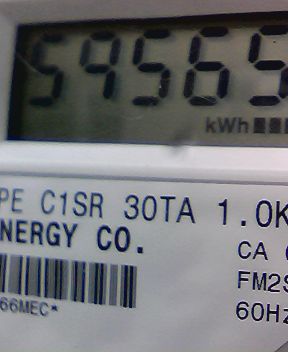 59565
kWh
PE C1SR 30TA 1.0K
NERGY CO.
CA
FM2S
66MEC*
60Hz